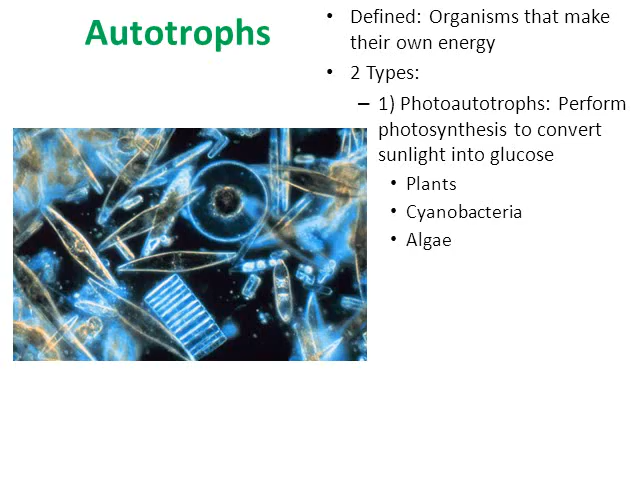 Autotrophs
• Defined: Organisms that make
their own energy
• 2 Types:
– 1) Photoautotrophs: Perform
photosynthesis to convert
sunlight into glucose
• Plants
• Cyanobacteria
• Algae